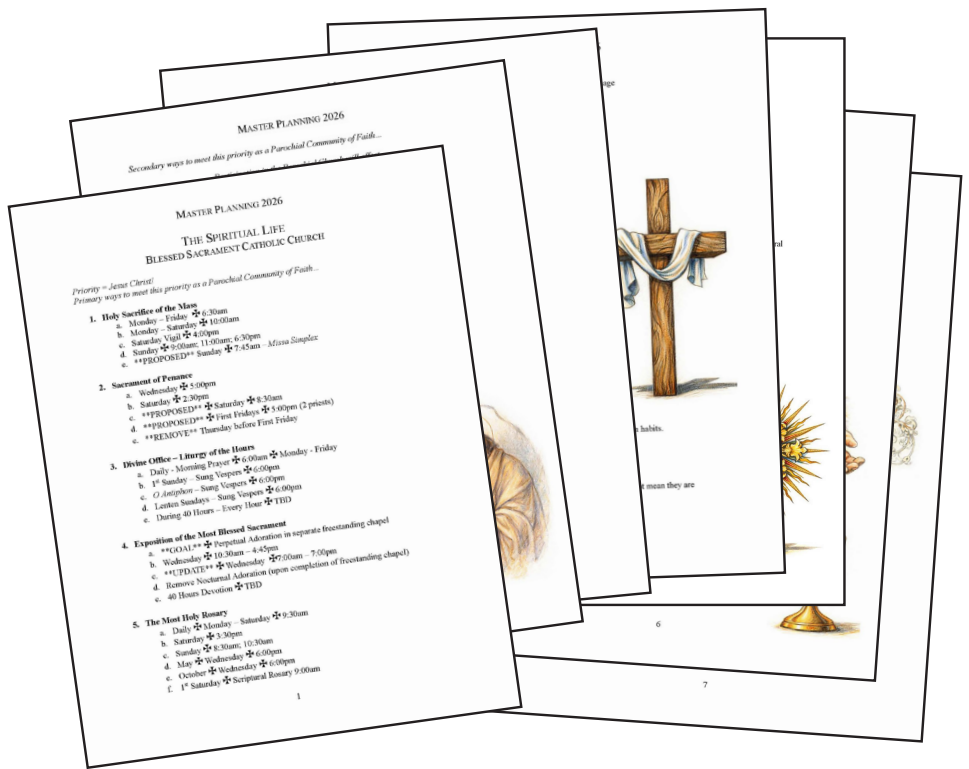 MASTER PLANNING 2026
THE SPIRITUAL LIFE
BLESSED SACRAMENT CATHOLIC CHURCH
Priority = Jesus Christ!
Primary ways to meet this priority as a Parochial Community of Faith...
1. Holy Sacrifice of the Mass
a. Monday – Friday ✠ 6:30am
b. Monday – Saturday ✠ 10:00am
c. Saturday Vigil ✠ 4:00pm
d. Sunday ✠ 9:00am; 11:00am; 6:30pm
e. **PROPOSED** Sunday ✠ 7:45am – Missa Simplex
2. Sacrament of Penance
a. Wednesday ✠ 5:00pm
b. Saturday ✠ 2:30pm
c. **PROPOSED** ✠ Saturday ✠ 8:30am
d. **PROPOSED** ✠ First Fridays ✠ 5:00pm (2 priests)
e. **REMOVE** Thursday before First Friday
3. Divine Office – Liturgy of the Hours
a. Daily - Morning Prayer ✠ 6:00am ✠ Monday - Friday
b. 1st Sunday – Sung Vespers ✠ 6:00pm
c. O Antiphon – Sung Vespers ✠ 6:00pm
d. Lenten Sundays – Sung Vespers ✠ 6:00pm
e. During 40 Hours – Every Hour ✠ TBD
4. Exposition of the Most Blessed Sacrament
a. **GOAL** ✠ Perpetual Adoration in separate freestanding chapel
b. Wednesday ✠ 10:30am – 4:45pm
c. **UPDATE** ✠ Wednesday ✠ 7:00am – 7:00pm
d. Remove Nocturnal Adoration (upon completion of freestanding chapel)
e. 40 Hours Devotion ✠ TBD
5. The Most Holy Rosary
a. Daily ✠ Monday – Saturday ✠ 9:30am
b. Saturday ✠ 3:30pm
c. Sunday ✠ 8:30am; 10:30am
d. May ✠ Wednesday ✠ 6:00pm
e. October ✠ Wednesday ✠ 6:00pm
f. 1st Saturday ✠ Scriptural Rosary 9:00am
1
MASTER PLANNING 2026
Secondary ways to meet this priority as a Parochial Community of Faith...
habits.
mean they are
6
7